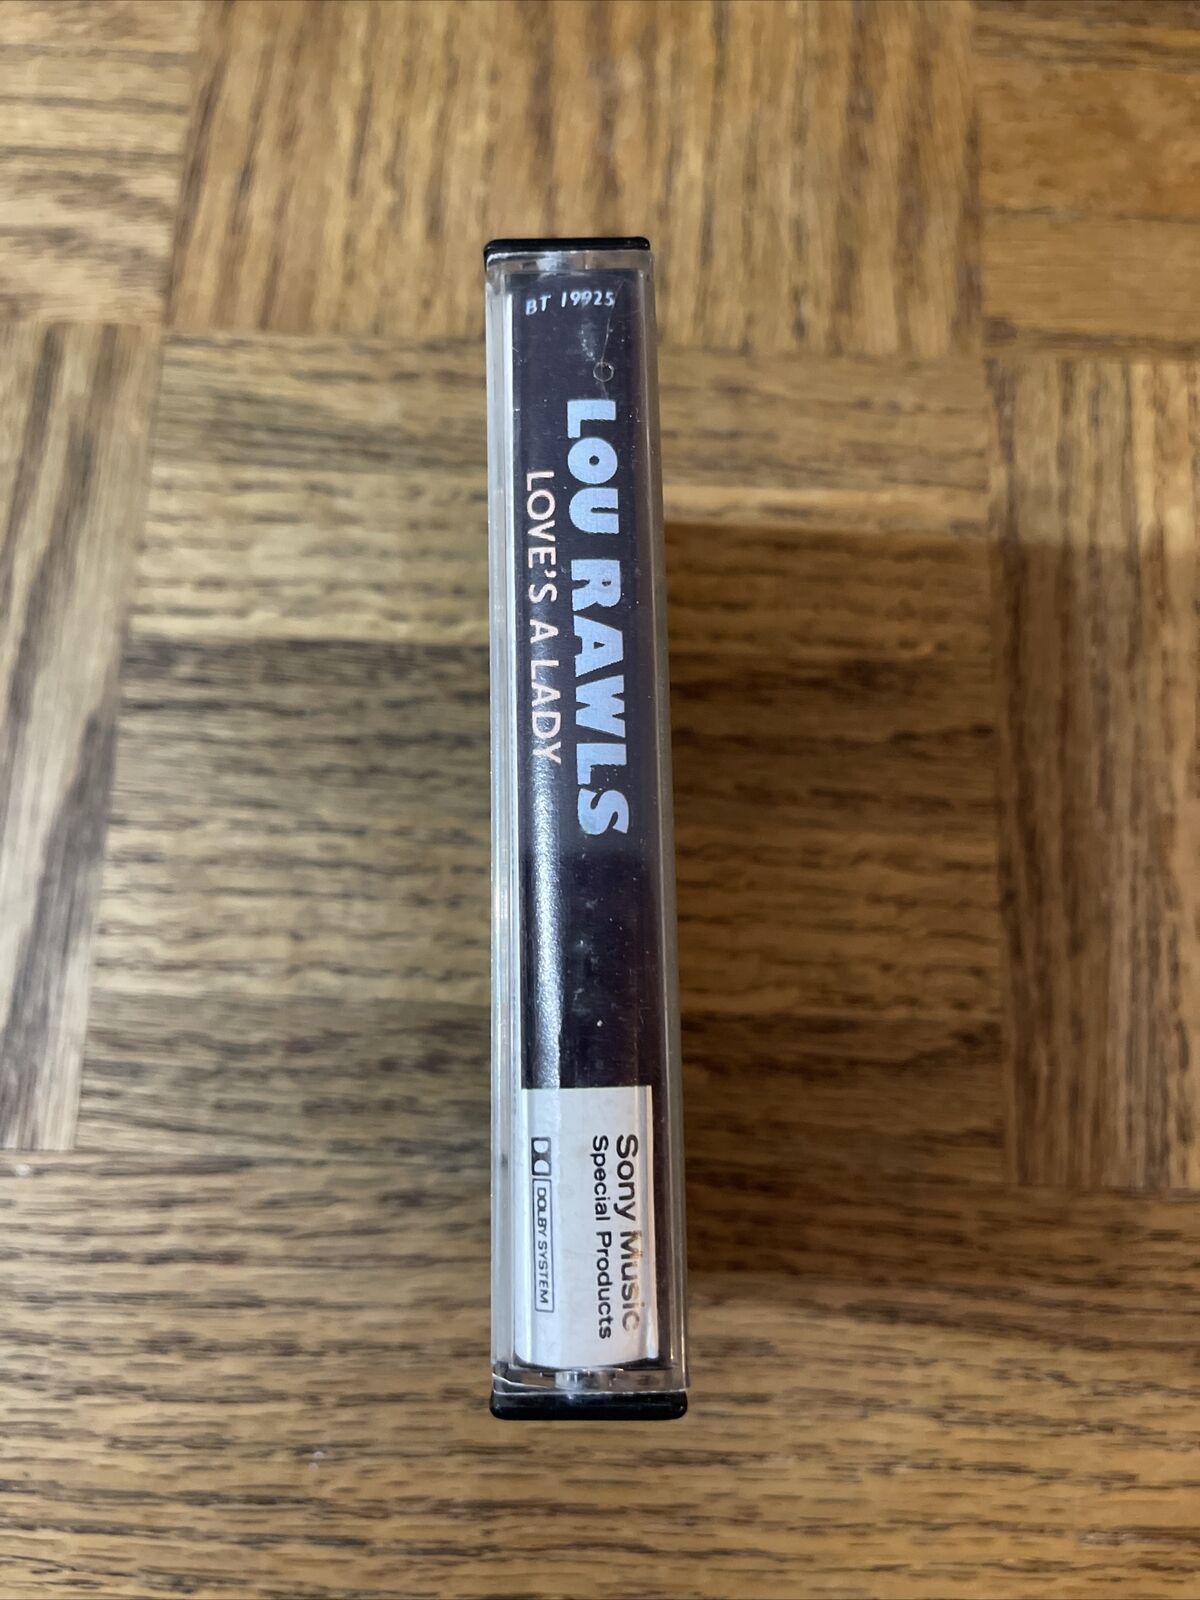 BT 19925
LOU RAWLS
LOVE'S A LADY
Sony Music
Special Products
DOLBY SYSTEM